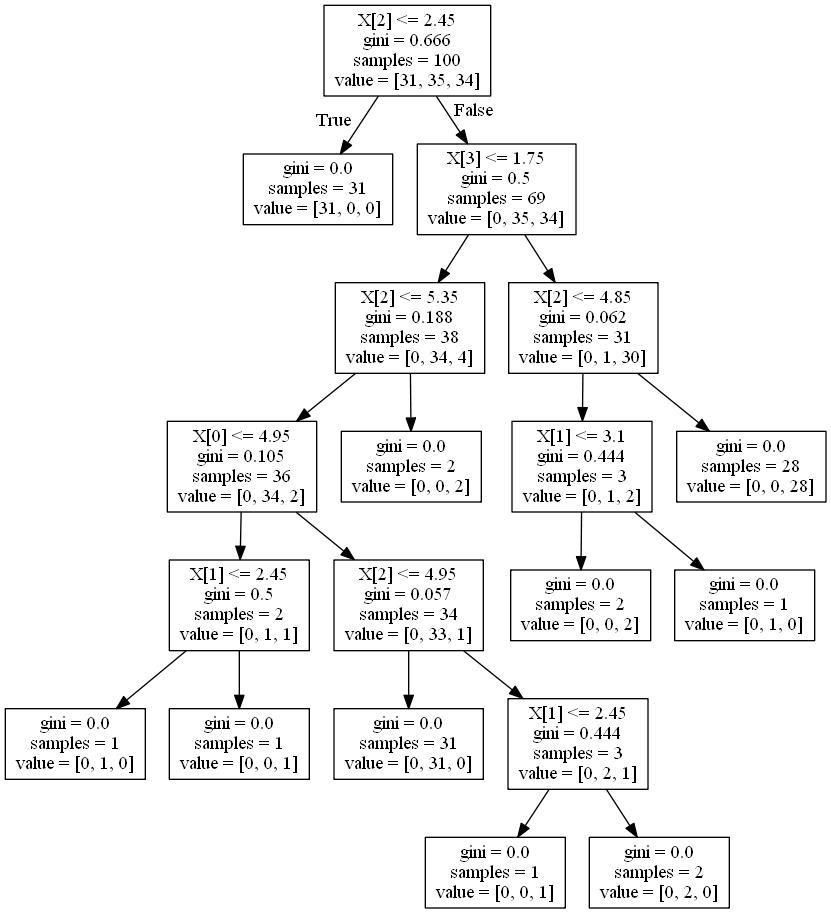 X[2] <= 2.45
gini = 0.666
samples = 100
value = [31, 35, 34]
True
False
gini = 0.0
samples = 31
value = [31, 0, 0]
X[3] <= 1.75
gini = 0.5
samples = 69
value = [0, 35, 34]
X[2] <= 5.35
gini = 0.188
samples = 38
value = [0, 34, 4]
X[2] <= 4.85
gini = 0.062
samples = 31
value = [0, 1, 30]
X[0] <= 4.95
gini = 0.105
samples = 36
value = [0, 34, 2]
gini = 0.0
samples = 2
value = [0, 0, 2]
X[1] <= 3.1
gini = 0.444
samples = 3
value = [0, 1, 2]
gini = 0.0
samples = 28
value = [0, 0, 28]
X[1] <= 2.45
gini = 0.5
samples = 2
value = [0, 1, 1]
X[2] <= 4.95
gini = 0.057
samples = 34
value = [0, 33, 1]
gini = 0.0
samples = 2
value = [0, 0, 2]
gini = 0.0
samples = 1
value = [0, 1, 0]
gini = 0.0
samples = 1
value = [0, 1, 0]
gini = 0.0
samples = 1
value = [0, 0, 1]
gini = 0.0
samples = 31
value = [0, 31, 0]
X[1] <= 2.45
gini = 0.444
samples = 3
value = [0, 2, 1]
gini = 0.0
samples = 1
value = [0, 0, 1]
gini = 0.0
samples = 2
value = [0, 2, 0]